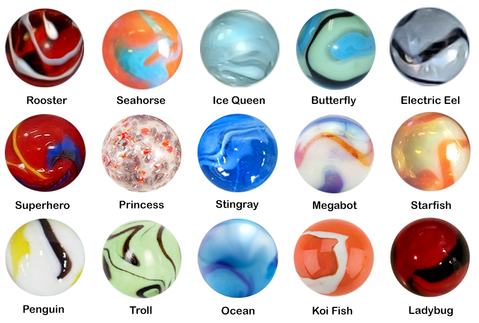 Rooster
Seahorse
Ice Queen
Butterfly
Electric Eel
Superhero
Princess
Stingray
Megabot
Starfish
Penguin
Troll
Ocean
Koi Fish
Ladybug